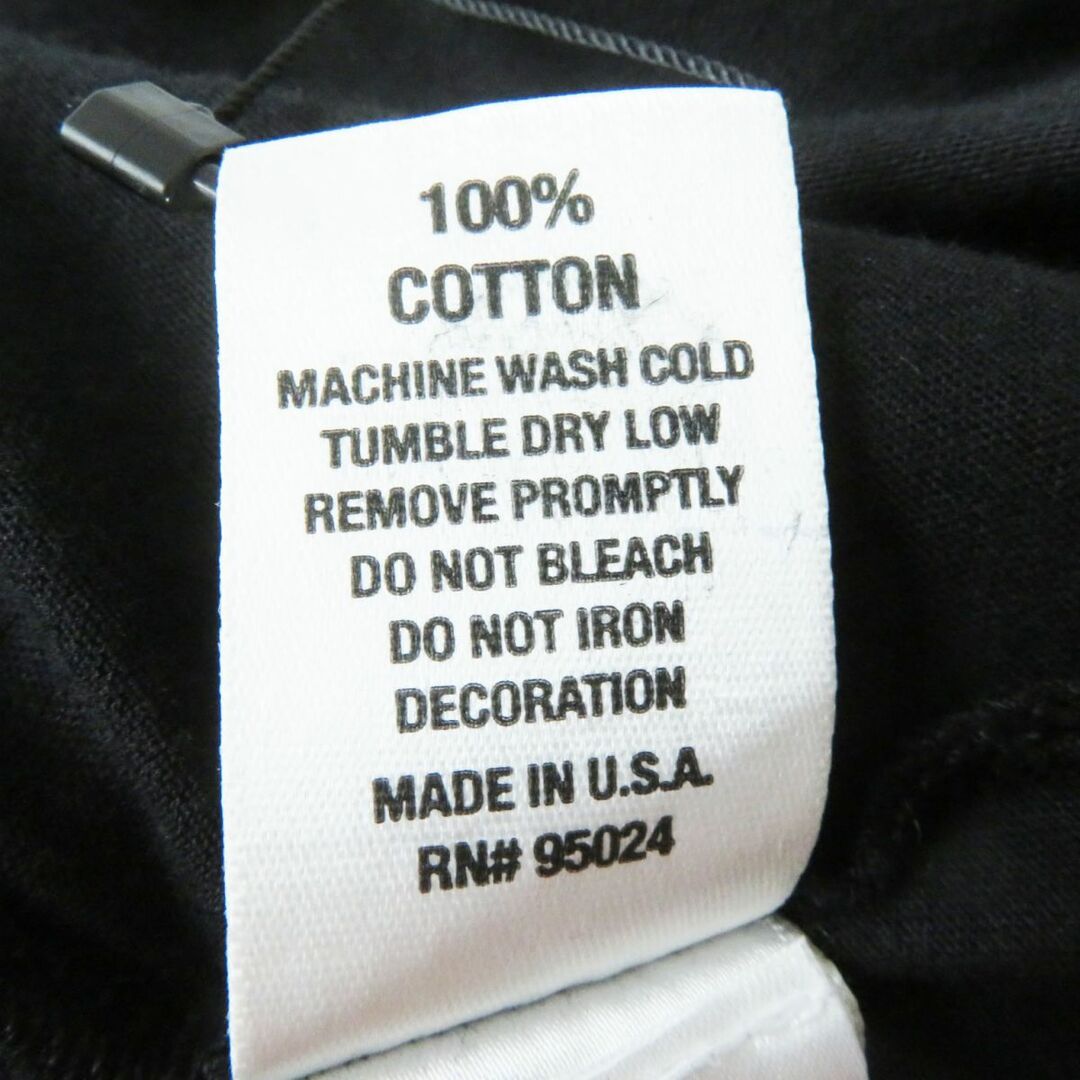 100%
COTTON
MACHINE WASH COLD
TUMBLE DRY LOW
REMOVE PROMPTLY
DO NOT BLEACH
DO NOT IRON
DECORATION
MADE IN U.S.A.
RN# 95024